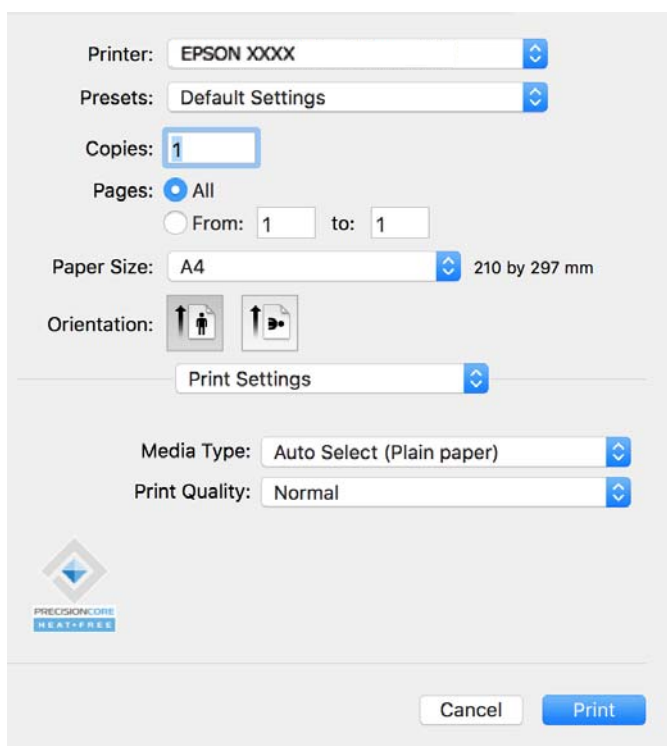 Printer: EPSON XXXX
Presets: Default Settings
Copies: 1
Pages: All
From: 1 to: 1
Paper Size: A4 210 by 297 mm
Orientation:
Print Settings
Media Type: Auto Select (Plain paper)
Print Quality: Normal
PRECISIONCORE
HEAT•FREE
Cancel Print